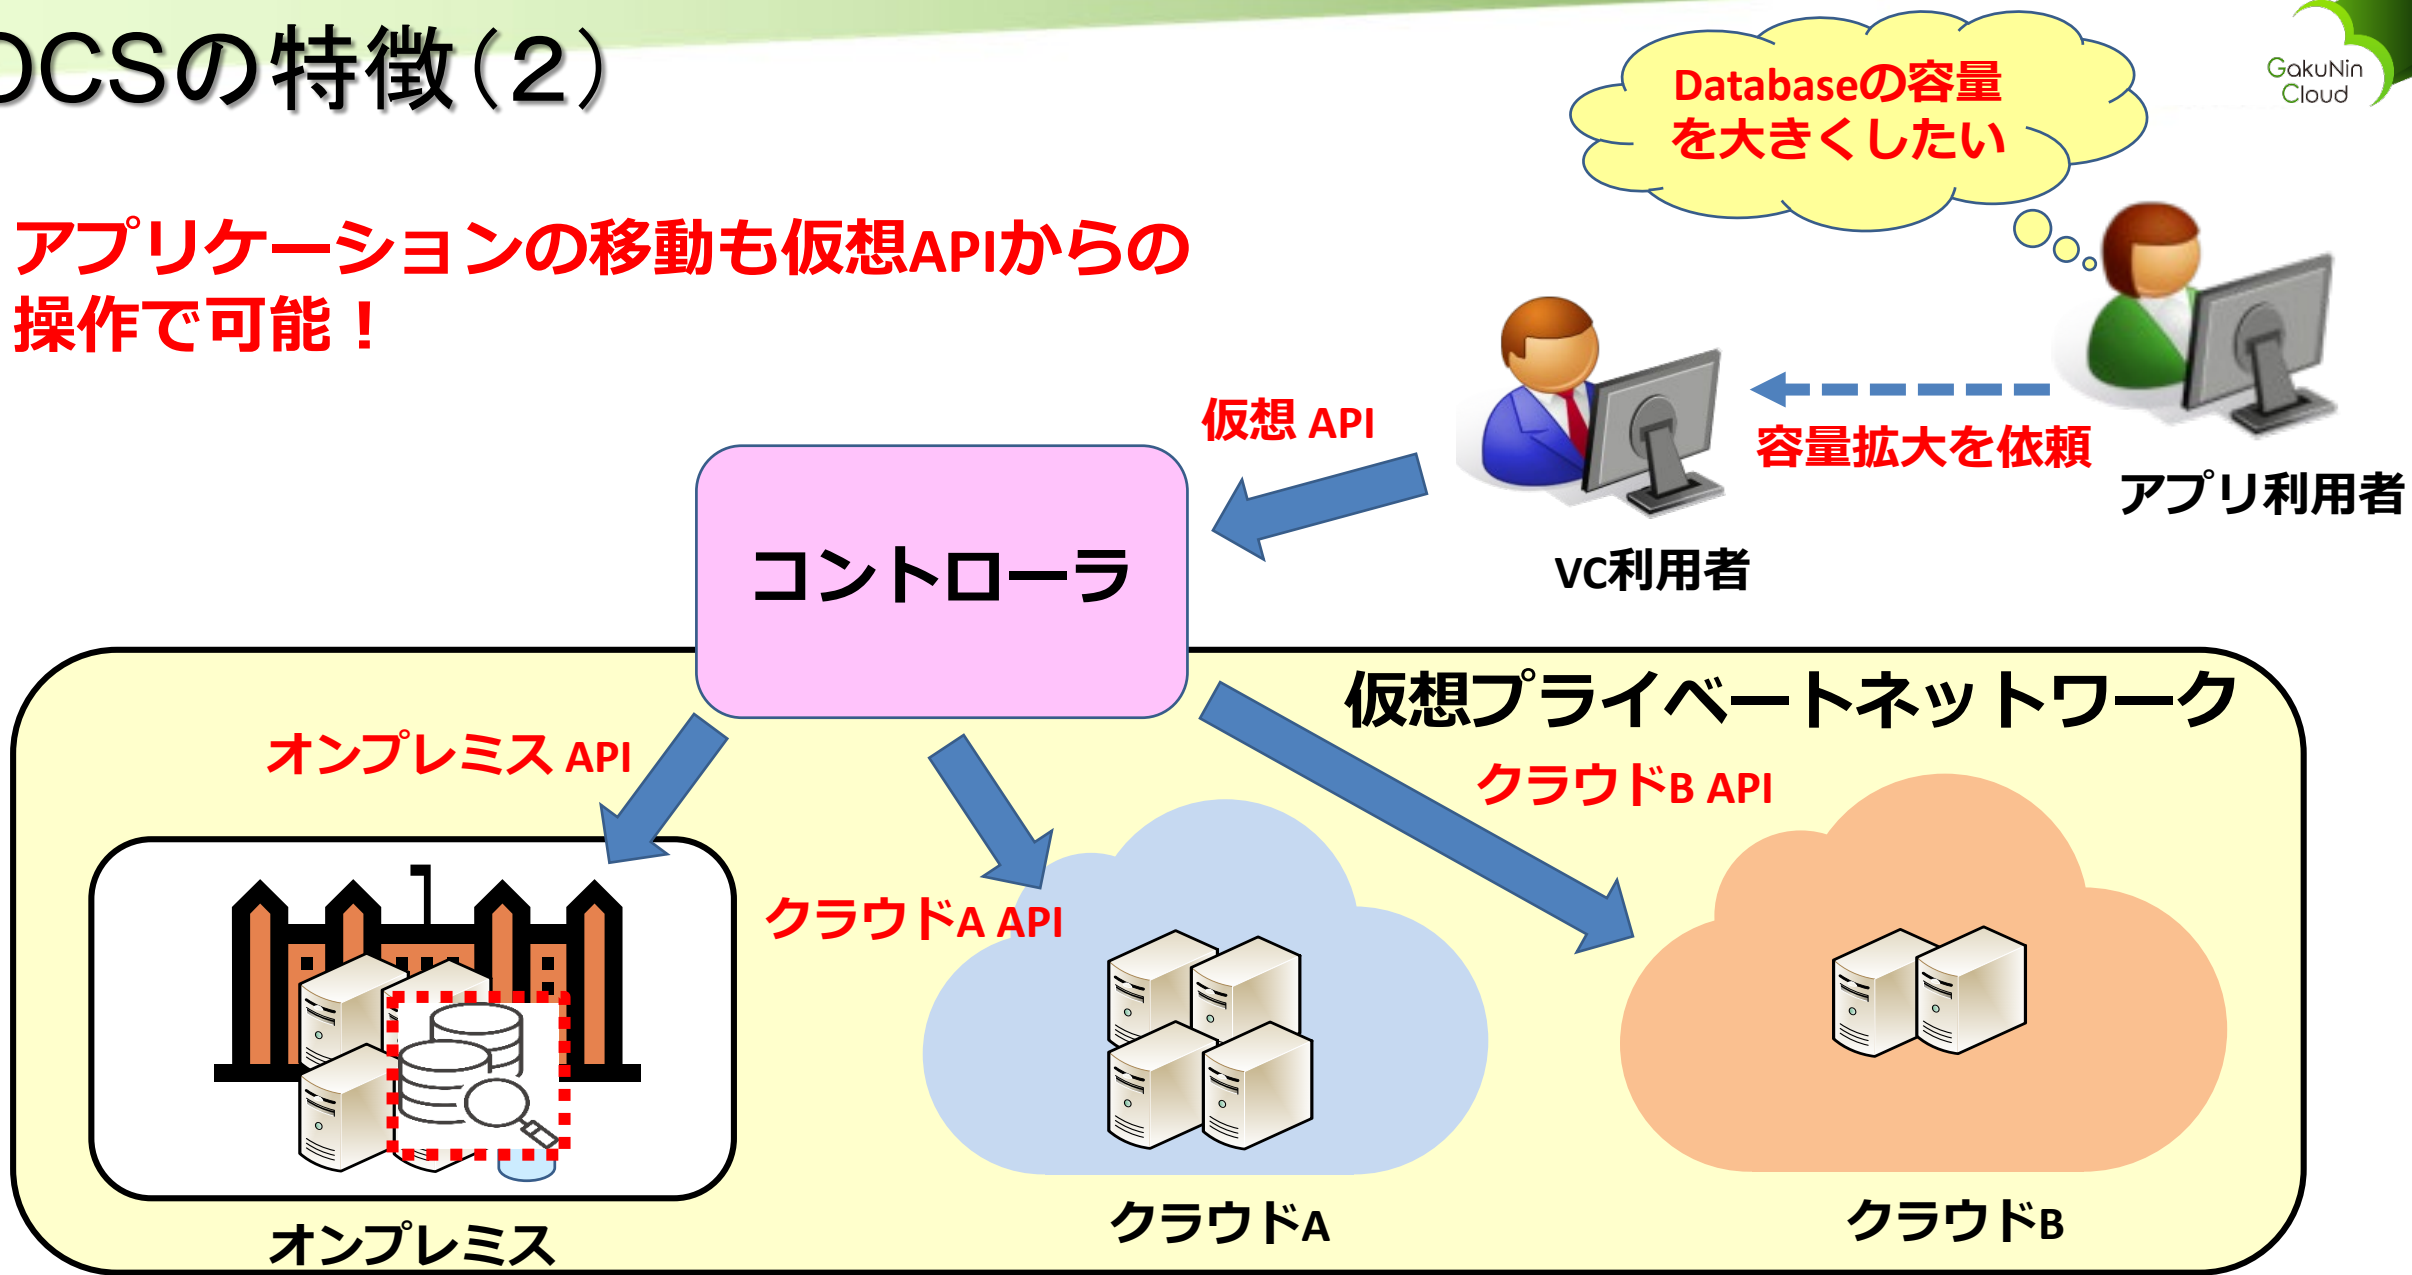 OCSの特徴（２）
GakuNin
Cloud
Databaseの容量
を大きくしたい
アプリケーションの移動も仮想APIからの
操作で可能！
仮想 API
容量拡大を依頼
アプリ利用者
VC利用者
コントローラ
仮想プライベートネットワーク
オンプレミス API
クラウドB API
クラウドA API
オンプレミス
クラウドA
クラウドB